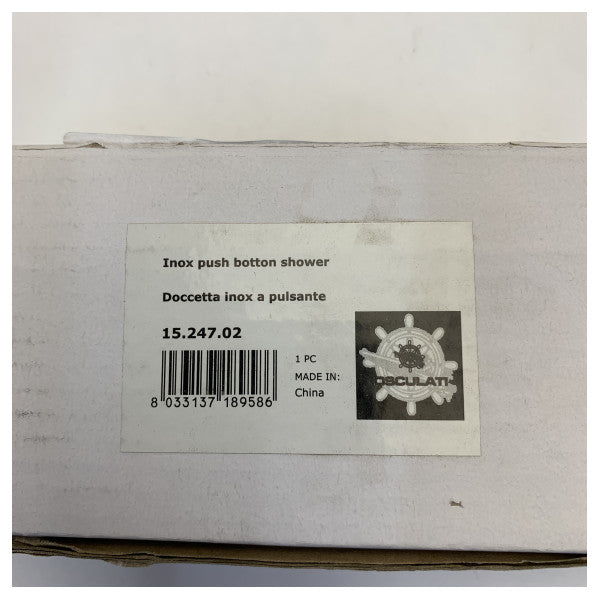 Inox push botton shower
Doccetta inox a pulsante
15.247.02
8 033137 189586
1 PC
MADE IN:
China
OSCULATI